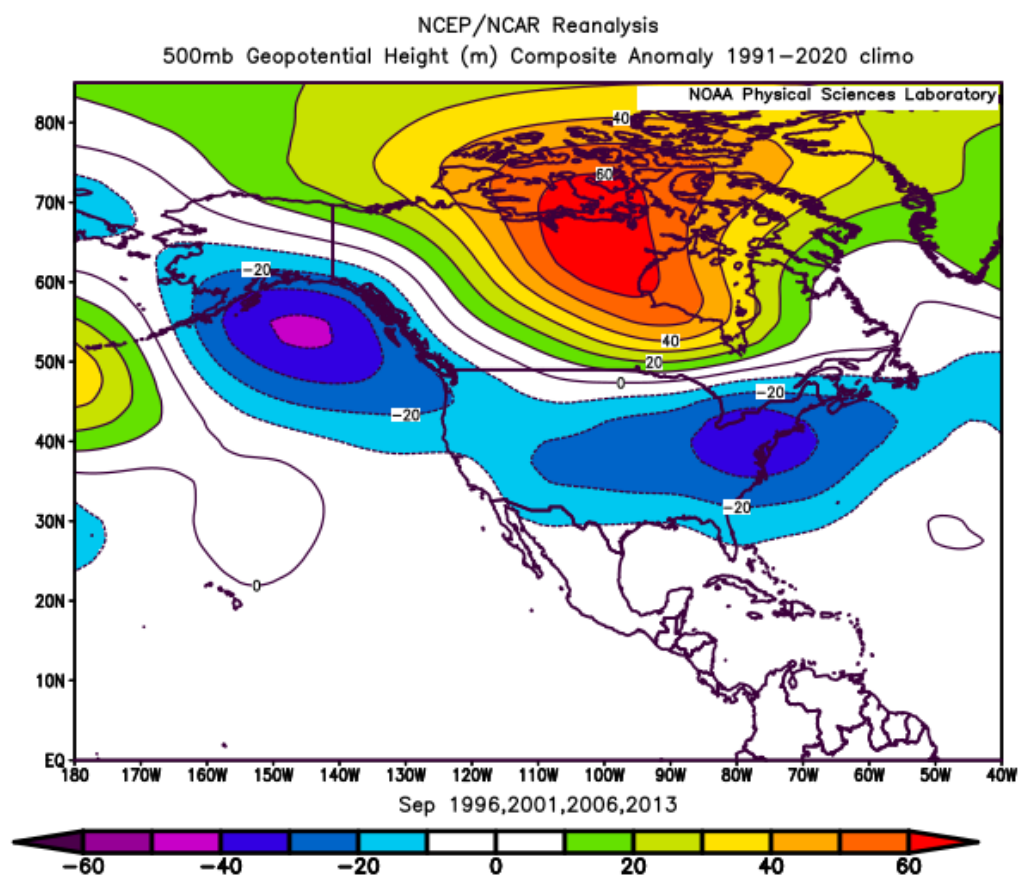 NCEP/NCAR Reanalysis
500mb Geopotential Height (m) Composite Anomaly 1991-2020 climo
NOAA Physical Sciences Laboratory
80N
40
70N
60
60N
-20
50N
40
20
0
-20
-20
40N
30N
-20
20N
0
10N
EQ
180 170W 160W 150W 140W 130W 120W 110W 100W 90W 80W 70W 60W 50W 40W
Sep 1996,2001,2006,2013
-60 -40 -20 0 20 40 60